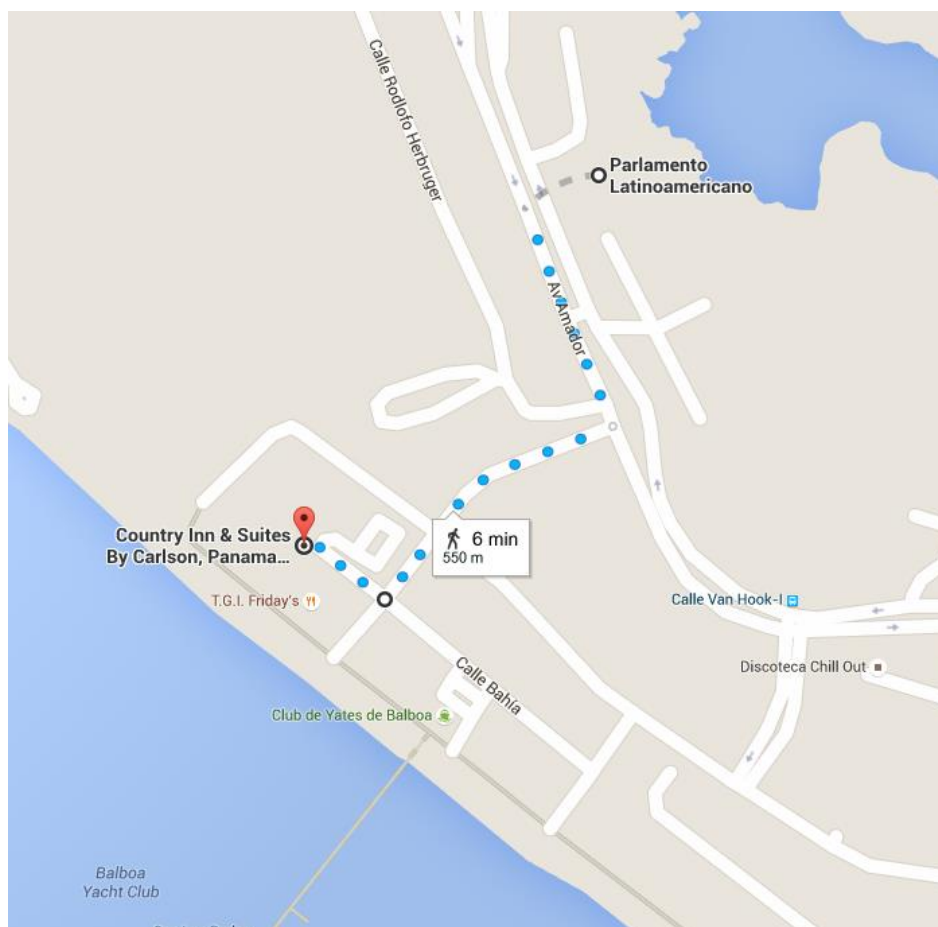 Calle Rodlofo Herbruger
Parlamento
Latinoamericano
Av Amador
Country Inn & Suites
By Carlson, Panama...
6 min
550 m
T.G.I. Friday's
Calle Van Hook-I
Discoteca Chill Out
Calle Bahía
Club de Yates de Balboa
Balboa
Yacht Club